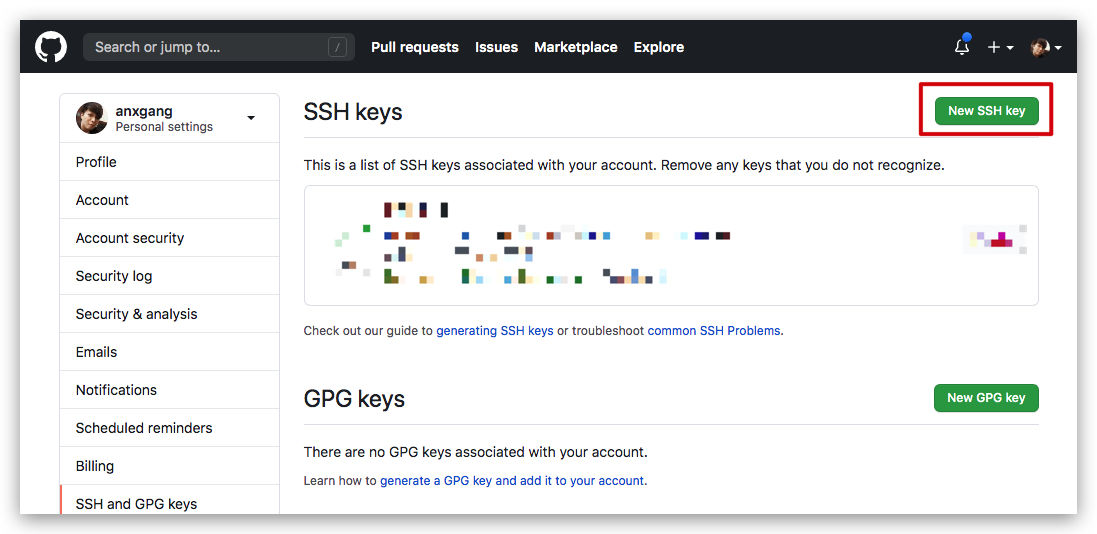 Search or jump to... /
Pull requests Issues Marketplace Explore
anxgang
Personal settings
Profile
Account
Account security
Security log
Security & analysis
Emails
Notifications
Scheduled reminders
Billing
SSH and GPG keys
SSH keys
New SSH key
This is a list of SSH keys associated with your account. Remove any keys that you do not recognize.
Check out our guide to generating SSH keys or troubleshoot common SSH Problems.
GPG keys
New GPG key
There are no GPG keys associated with your account.
Learn how to generate a GPG key and add it to your account.